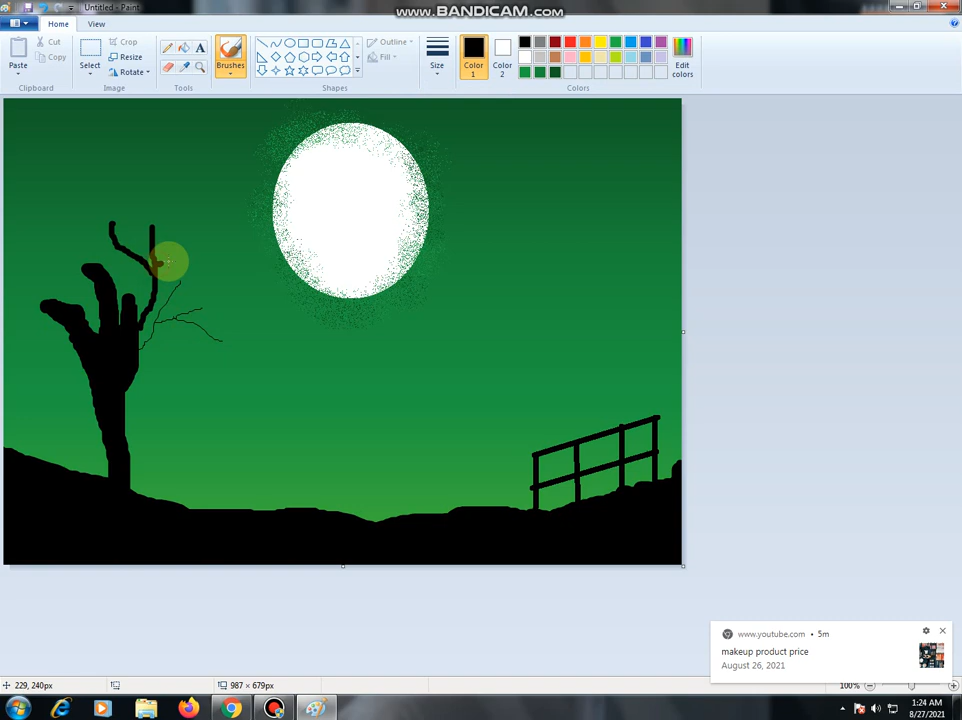 Untitled - Paint
www.BANDICAM.com
Home
View
Paste
Cut
Copy
Clipboard
Select
Crop
Resize
Rotate
Image
A
Tools
Brushes
Outline
Fill
Shapes
Size
Color
1
Color
2
Edit
colors
Colors
www.youtube.com • 5m
makeup product price
August 26, 2021
229, 240px
987 × 679px
100%
1:24 AM
8/27/2021